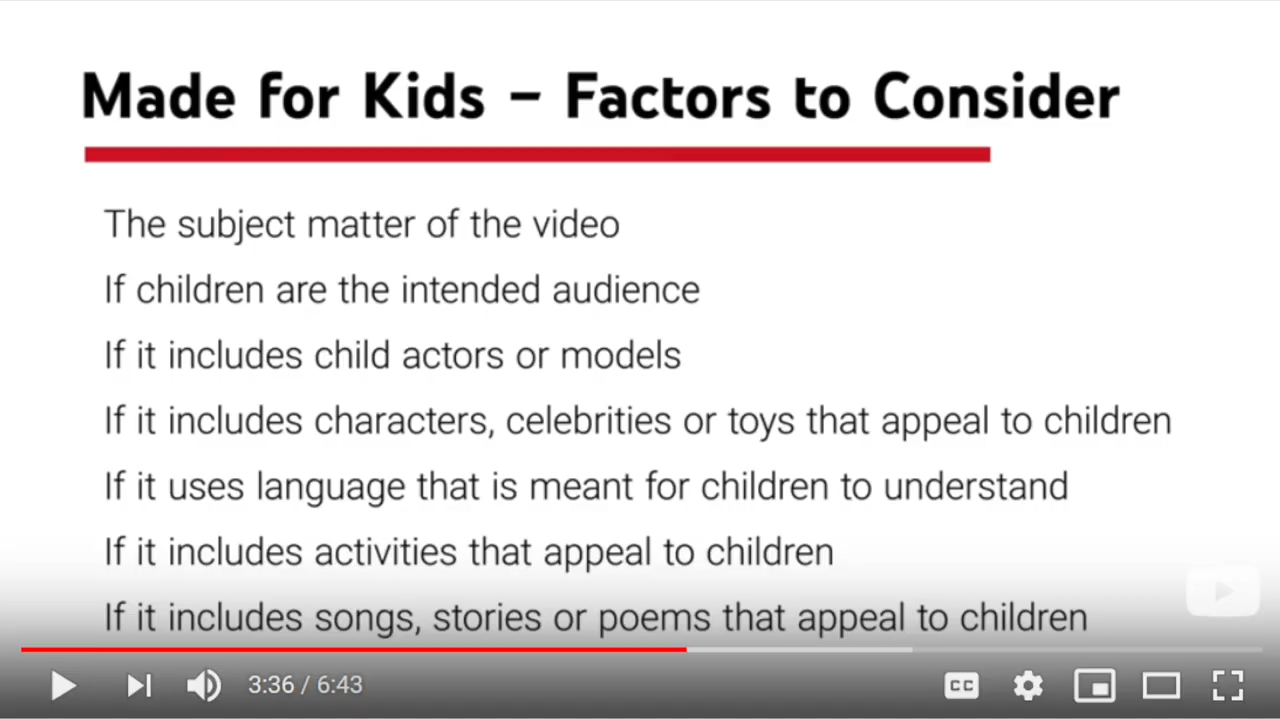 Made for Kids – Factors to Consider
The subject matter of the video
If children are the intended audience
If it includes child actors or models
If it includes characters, celebrities or toys that appeal to children
If it uses language that is meant for children to understand
If it includes activities that appeal to children
If it includes songs, stories or poems that appeal to children
3:36 / 6:43
CC